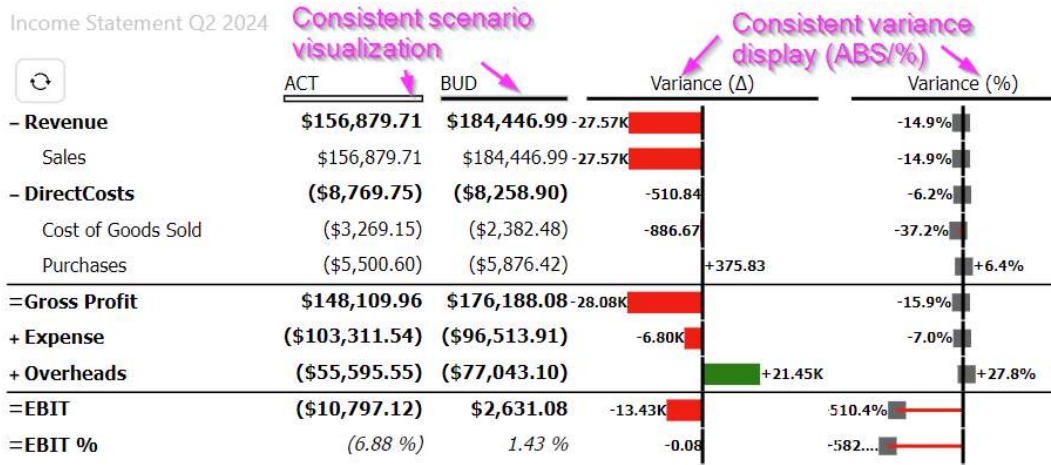 Income Statement Q2 2024
Consistent scenario
visualization
Consistent variance
display (ABS/%)
ACT BUD Variance (Δ) Variance (%)
– Revenue $156,879.71 $184,446.99 -27.57K -14.9%
Sales $156,879.71 $184,446.99 -27.57K -14.9%
– DirectCosts ($8,769.75) ($8,258.90) -510.84 -6.2%
Cost of Goods Sold ($3,269.15) ($2,382.48) -886.67 -37.2%
Purchases ($5,500.60) ($5,876.42) +375.83 +6.4%
=Gross Profit $148,109.96 $176,188.08 -28.08K -15.9%
+ Expense ($103,311.54) ($96,513.91) -6.80K -7.0%
+ Overheads ($55,595.55) ($77,043.10) +21.45K +27.8%
=EBIT ($10,797.12) $2,631.08 -13.43K -510.4%
=EBIT % (6.88 %) 1.43 % -0.08 -582....